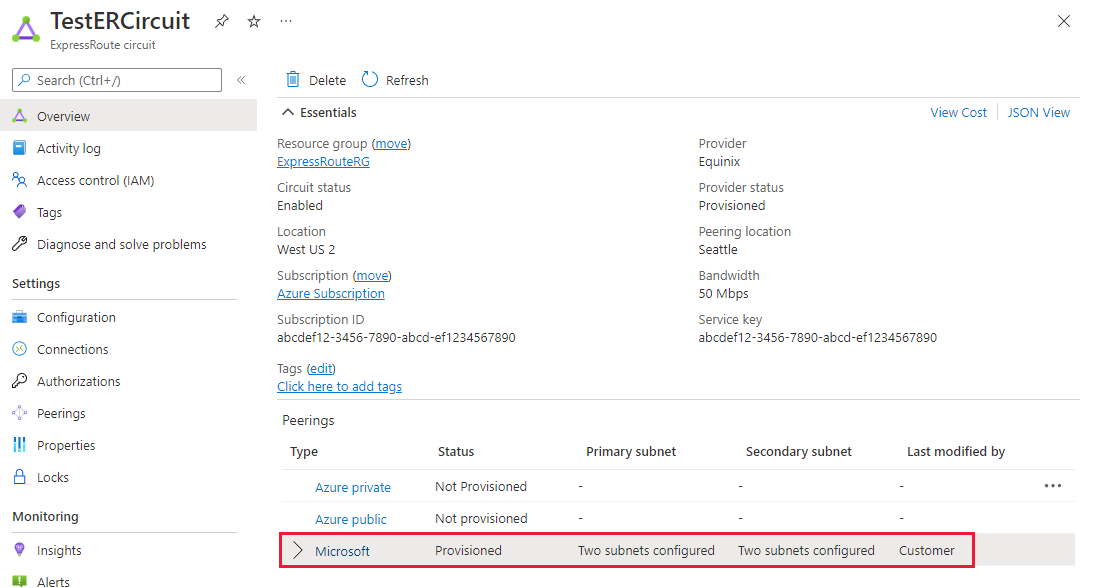 TestERCircuit
ExpressRoute circuit
Search (Ctrl+/)
Overview
Activity log
Access control (IAM)
Tags
Diagnose and solve problems
Settings
Configuration
Connections
Authorizations
Peerings
Properties
Locks
Monitoring
Insights
Alerts
Delete Refresh
Essentials View Cost JSON View
Resource group (move)
ExpressRouteRG
Circuit status
Enabled
Location
West US 2
Subscription (move)
Azure Subscription
Subscription ID
abcdef12-3456-7890-abcd-ef1234567890
Provider
Equinix
Provider status
Provisioned
Peering location
Seattle
Bandwidth
50 Mbps
Service key
abcdef12-3456-7890-abcd-ef1234567890
Tags (edit)
Click here to add tags
Peerings
Type Status Primary subnet Secondary subnet Last modified by
Azure private Not Provisioned - - -
Azure public Not provisioned - - -
Microsoft Provisioned Two subnets configured Two subnets configured Customer